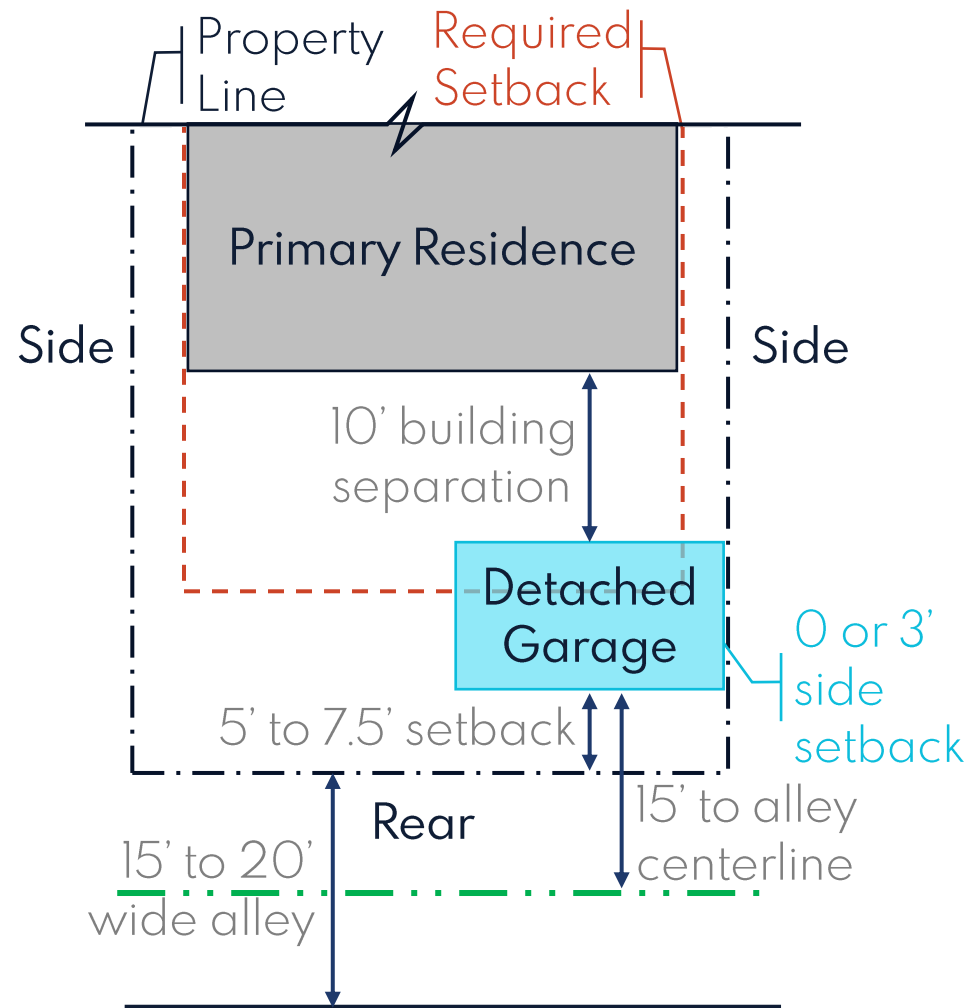 Property
Line
Required
Setback
Primary Residence
Side
Side
10’ building
separation
Detached
Garage
0 or 3’
side
setback
5’ to 7.5’ setback
Rear
15’ to alley
centerline
15’ to 20’
wide alley